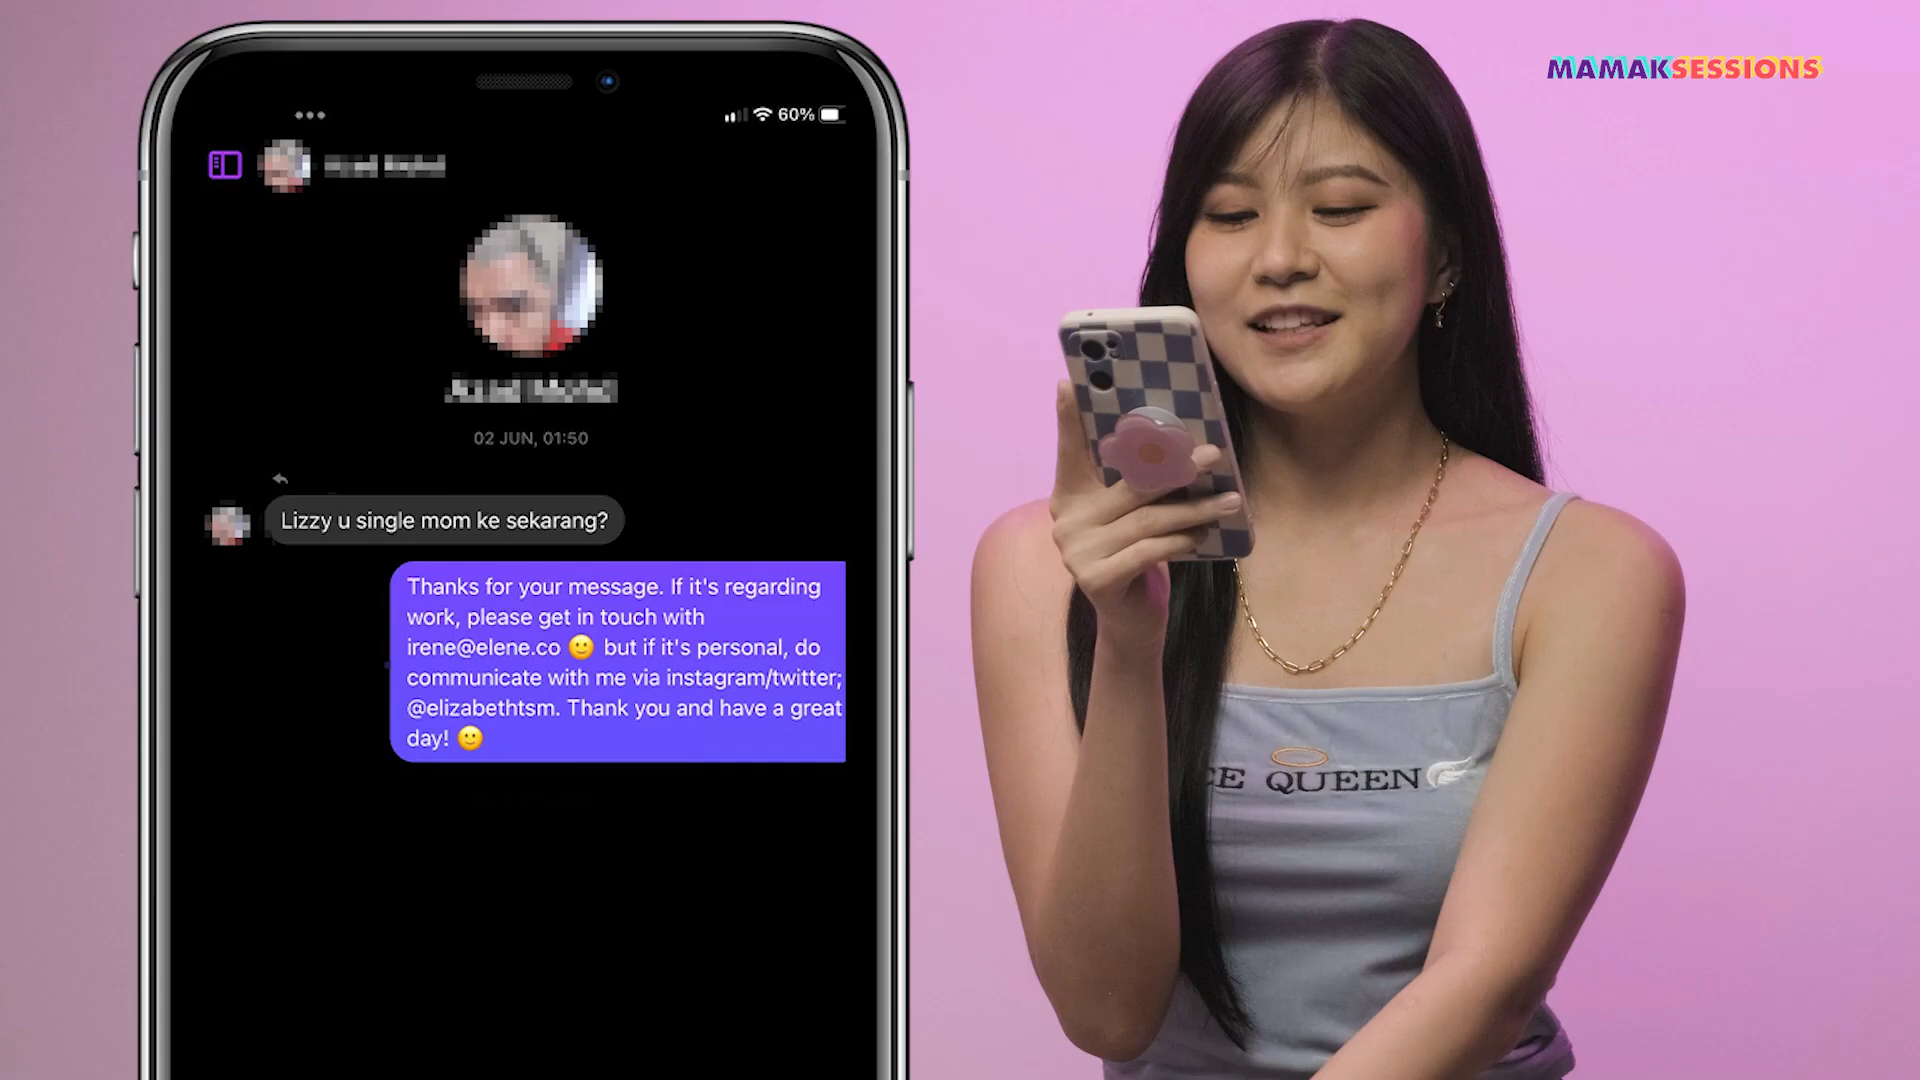 MAMAKSESSIONS
60%
02 JUN, 01:50
Lizzy u single mom ke sekarang?
Thanks for your message. If it's regarding
work, please get in touch with
irene@elene.co 🙂 but if it's personal, do
communicate with me via instagram/twitter;
@elizabethtsm. Thank you and have a great
day! 🙂
QUEEN